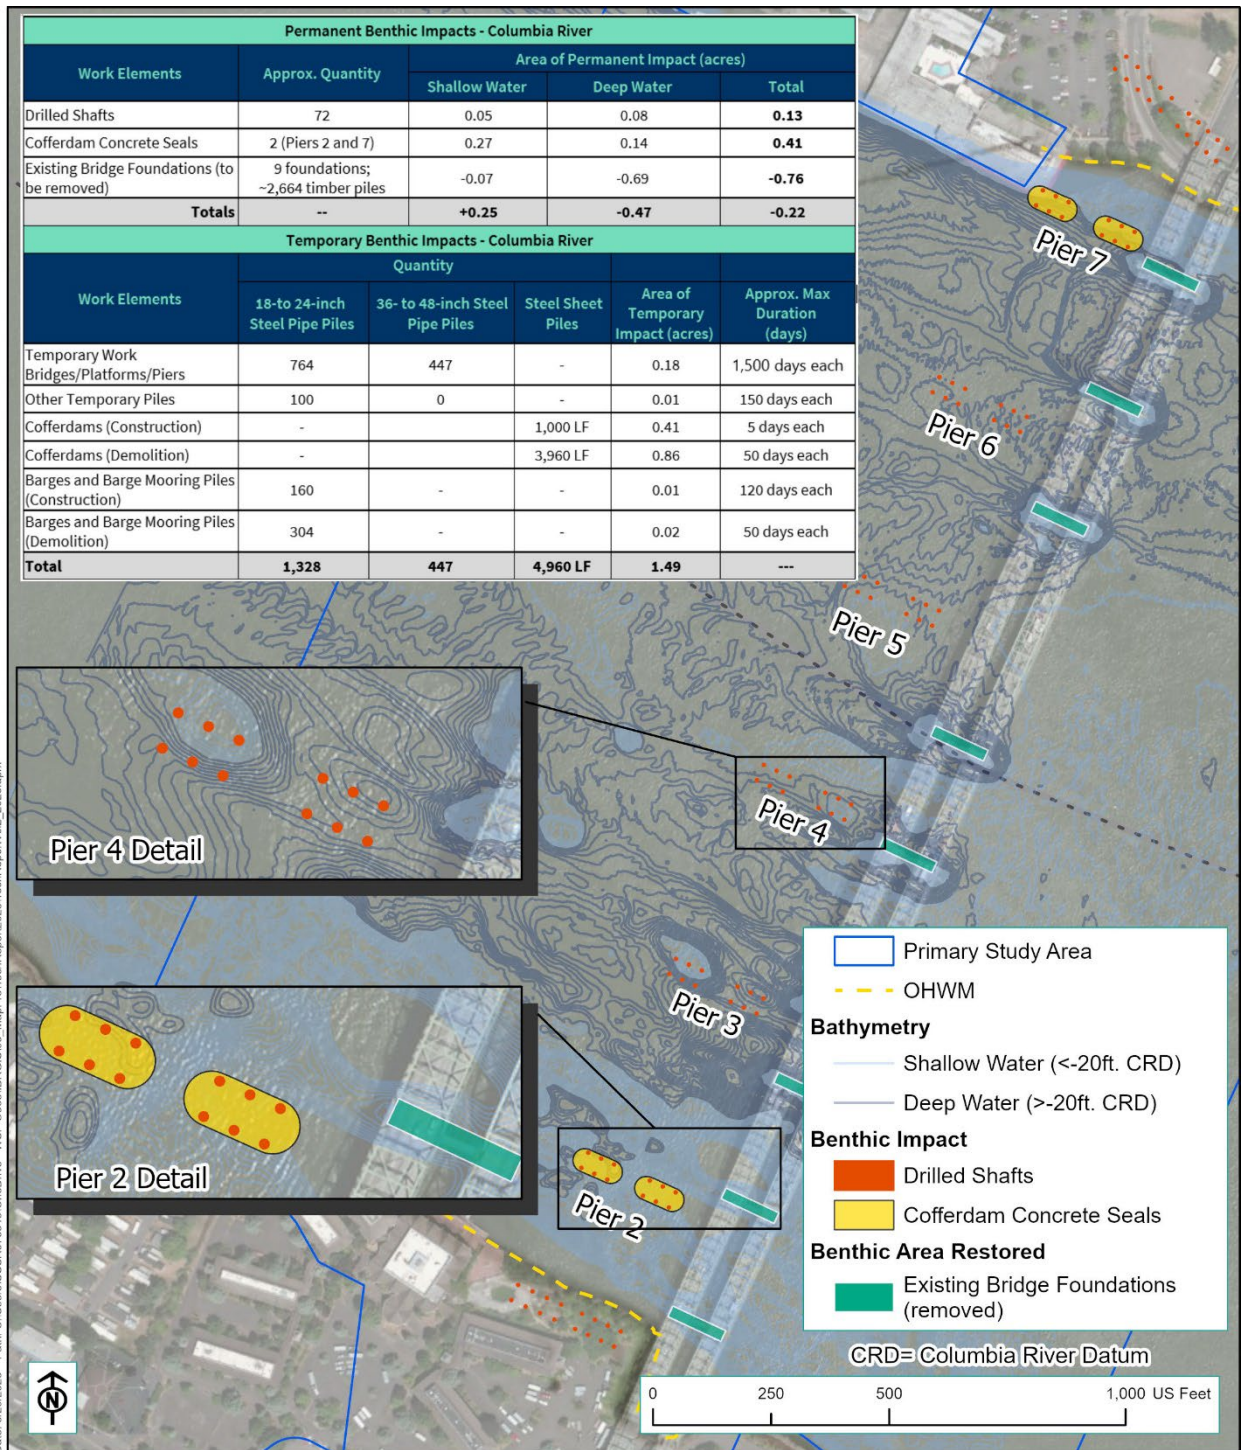 Permanent Benthic Impacts - Columbia River
Work Elements
Approx. Quantity
Area of Permanent Impact (acres)
Shallow Water
Deep Water
Total
Drilled Shafts 72 0.05 0.08 0.13
Cofferdam Concrete Seals 2 (Piers 2 and 7) 0.27 0.14 0.41
Existing Bridge Foundations (to
be removed)
9 foundations;
~2,664 timber piles
-0.07 -0.69 -0.76
Totals -- +0.25 -0.47 -0.22
Temporary Benthic Impacts - Columbia River
Work Elements
Quantity
18-to 24-inch
Steel Pipe Piles
36- to 48-inch Steel
Pipe Piles
Steel Sheet
Piles
Area of
Temporary
Impact (acres)
Approx. Max
Duration
(days)
Temporary Work
Bridges/Platforms/Piers
764 447 - 0.18 1,500 days each
Other Temporary Piles 100 0 - 0.01 150 days each
Cofferdams (Construction) - 1,000 LF 0.41 5 days each
Cofferdams (Demolition) - 3,960 LF 0.86 50 days each
Barges and Barge Mooring Piles
(Construction)
160 - - 0.01 120 days each
Barges and Barge Mooring Piles
(Demolition)
304 - - 0.02 50 days each
Total 1,328 447 4,960 LF 1.49 ---
Pier 7
Pier 6
Pier 5
Pier 4
Pier 4 Detail
Pier 3
Pier 2
Pier 2 Detail
Primary Study Area
OHWM
Bathymetry
Shallow Water (<-20ft. CRD)
Deep Water (>-20ft. CRD)
Benthic Impact
Drilled Shafts
Cofferdam Concrete Seals
Benthic Area Restored
Existing Bridge Foundations
(removed)
CRD= Columbia River Datum
N
0 250 500 1,000 US Feet